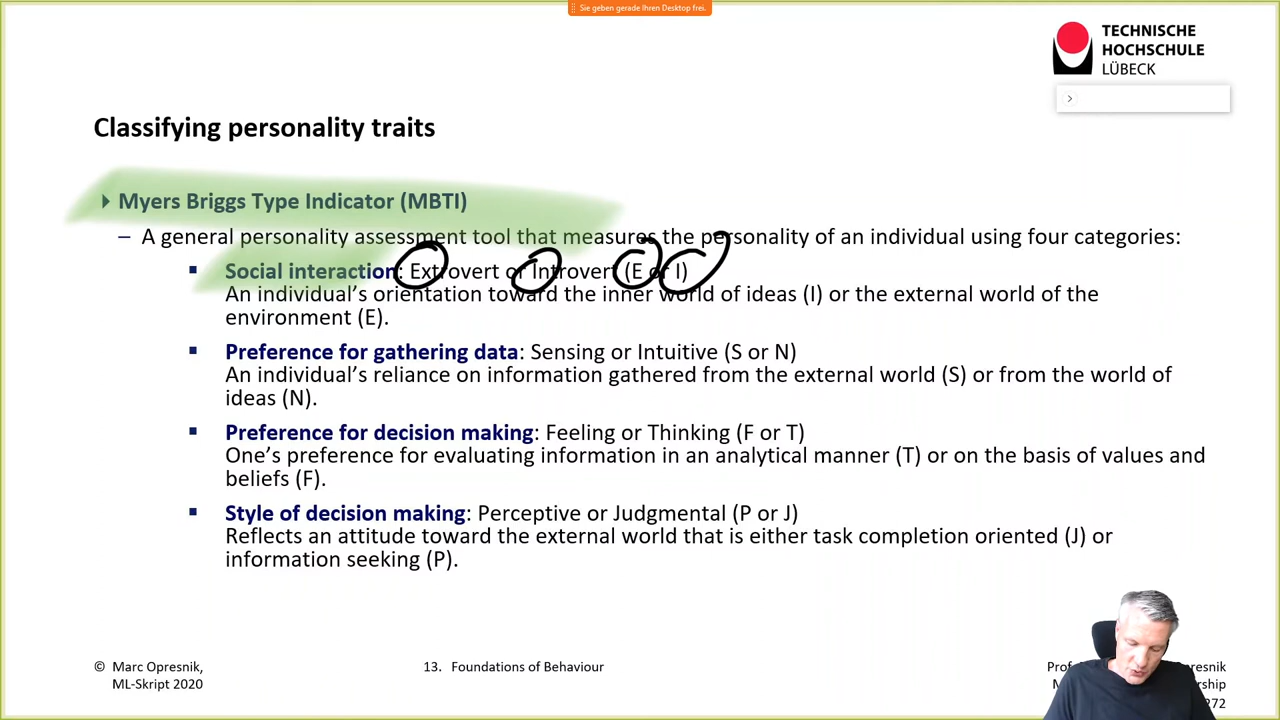 Sie geben gerade Ihren Desktop frei.
TECHNISCHE
HOCHSCHULE
LÜBECK
Classifying personality traits
Myers Briggs Type Indicator (MBTI)
– A general personality assessment tool that measures the personality of an individual using four categories:
▪ Social interaction: Extrovert or Introvert (E or I)
An individual's orientation toward the inner world of ideas (I) or the external world of the
environment (E).
▪ Preference for gathering data: Sensing or Intuitive (S or N)
An individual's reliance on information gathered from the external world (S) or from the world of
ideas (N).
▪ Preference for decision making: Feeling or Thinking (F or T)
One's preference for evaluating information in an analytical manner (T) or on the basis of values and
beliefs (F).
▪ Style of decision making: Perceptive or Judgmental (P or J)
Reflects an attitude toward the external world that is either task completion oriented (J) or
information seeking (P).
© Marc Opresnik,
ML-Skript 2020
13. Foundations of Behaviour